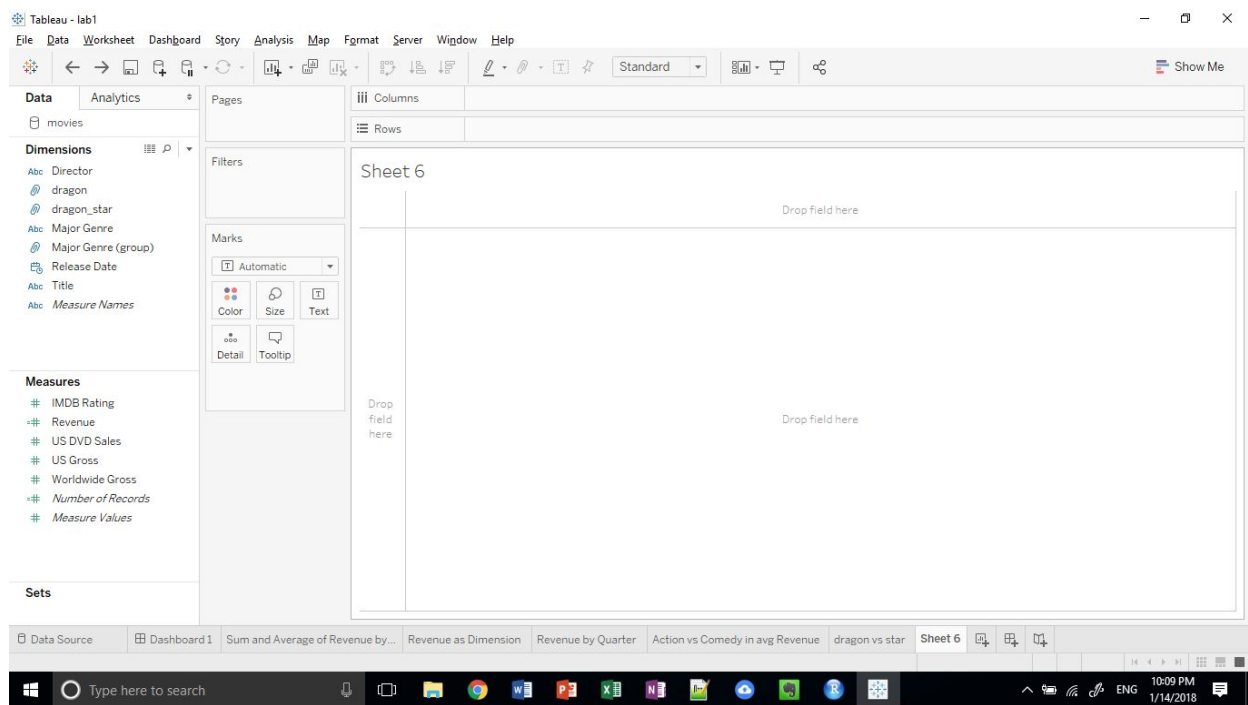 Tableau - lab1
File Data Worksheet Dashboard Story Analysis Map Format Server Window Help
Standard
Show Me
Data Analytics
movies
Dimensions
Abc Director
dragon
dragon_star
Abc Major Genre
Major Genre (group)
Release Date
Abc Title
Abc Measure Names
Measures
# IMDB Rating
=# Revenue
# US DVD Sales
# US Gross
# Worldwide Gross
=# Number of Records
# Measure Values
Sets
Pages
Filters
Marks
T Automatic
Color Size Text
Detail Tooltip
iii Columns
Rows
Sheet 6
Drop field here
Drop
field
here
Drop field here
Data Source Dashboard 1 Sum and Average of Revenue by... Revenue as Dimension Revenue by Quarter Action vs Comedy in avg Revenue dragon vs star Sheet 6
Type here to search
ENG
10:09 PM
1/14/2018